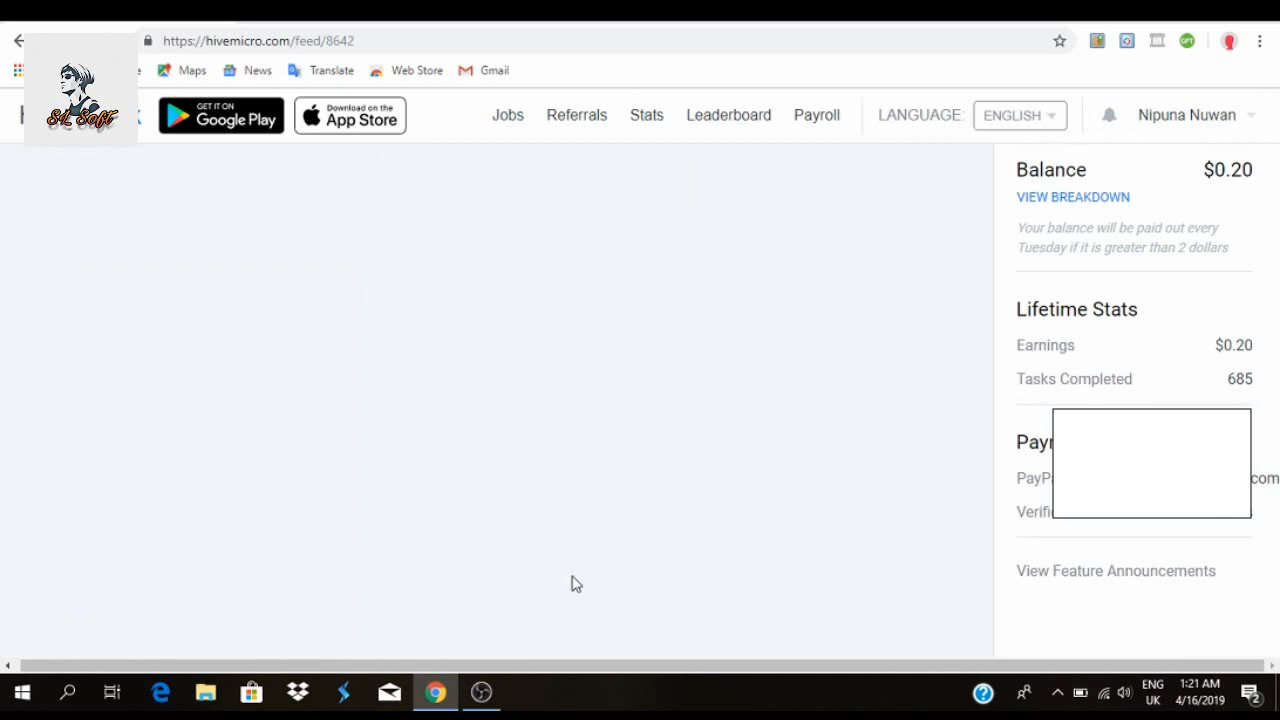 https://hivemicro.com/feed/8642
Maps News Translate Web Store Gmail
SL Soft
GET IT ON
Google Play
Download on the
App Store
Jobs Referrals Stats Leaderboard Payroll LANGUAGE: ENGLISH Nipuna Nuwan
Balance $0.20
VIEW BREAKDOWN
Your balance will be paid out every
Tuesday if it is greater than 2 dollars
Lifetime Stats
Earnings $0.20
Tasks Completed 685
com
View Feature Announcements
ENG 1:21 AM
UK 4/16/2019 2